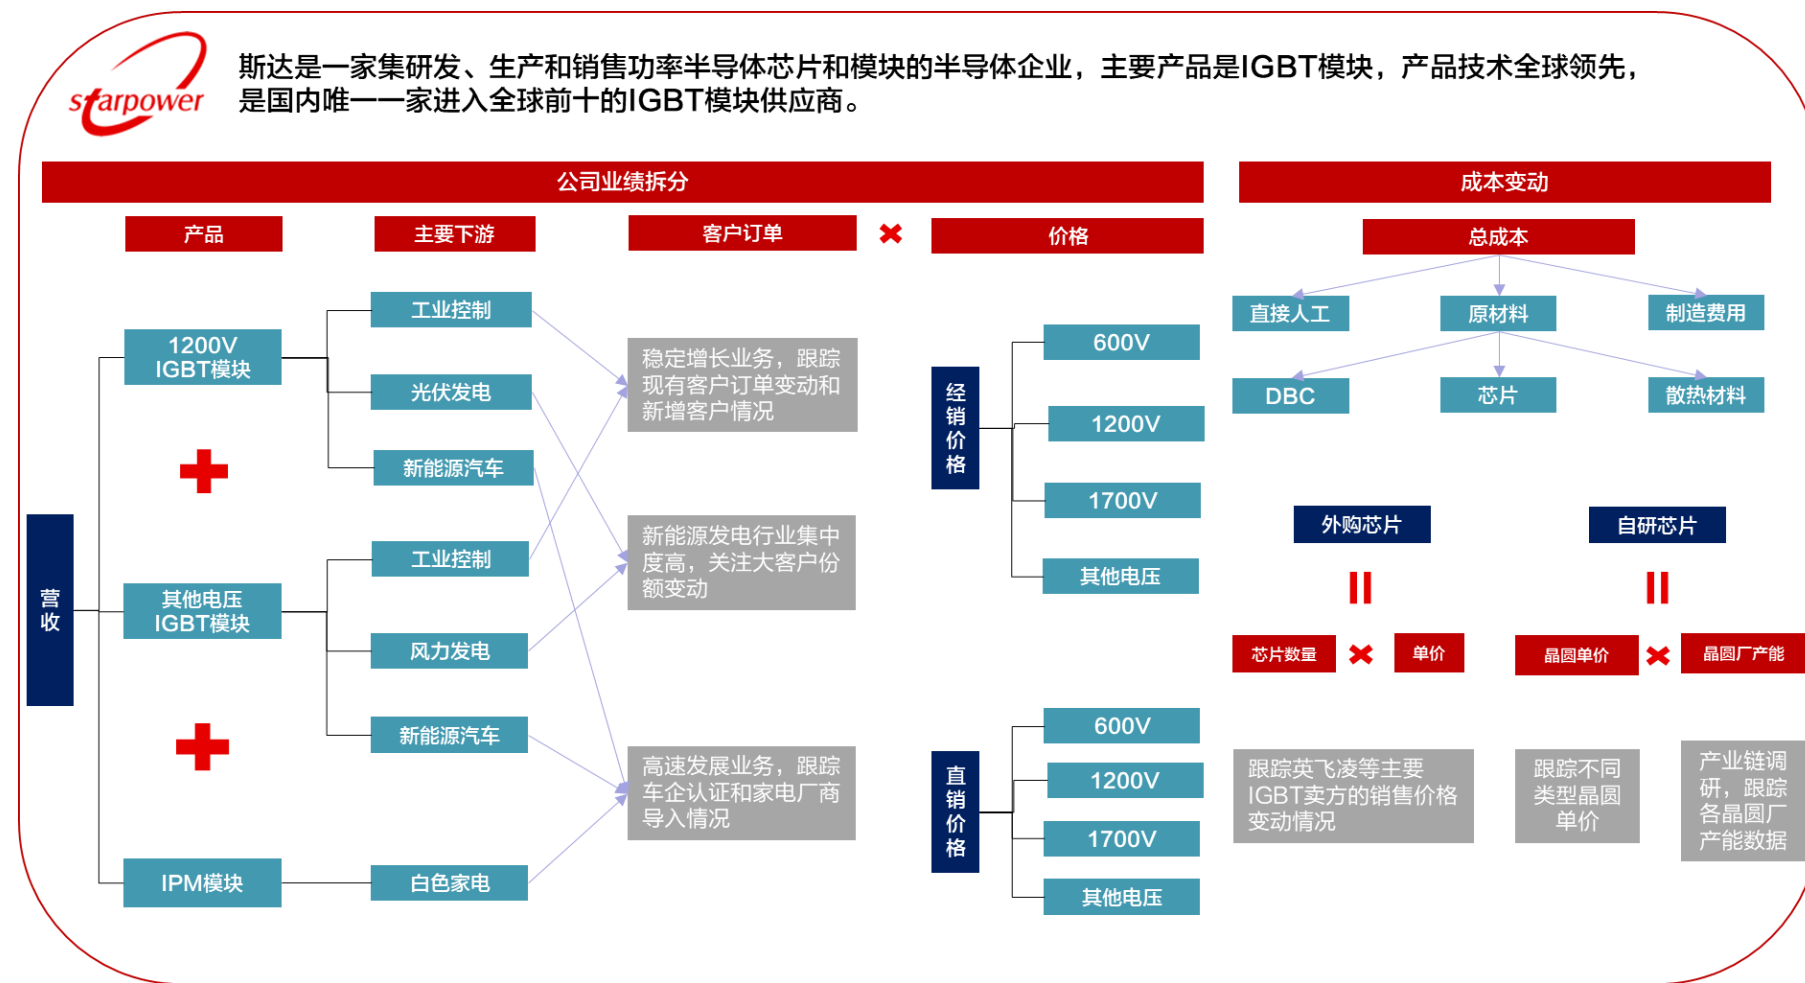 starpower
斯达是一家集研发、生产和销售功率半导体芯片和模块的半导体企业，主要产品是IGBT模块，产品技术全球领先，
是国内唯一一家进入全球前十的IGBT模块供应商。
公司业绩拆分
产品
主要下游
客户订单
价格
营
收
1200V
IGBT模块
其他电压
IGBT模块
IPM模块
工业控制
光伏发电
新能源汽车
工业控制
风力发电
新能源汽车
白色家电
稳定增长业务，跟踪
现有客户订单变动和
新增客户情况
新能源发电行业集中
度高，关注大客户份
额变动
高速发展业务，跟踪
车企认证和家电厂商
导入情况
经
销
价
格
600V
1200V
1700V
其他电压
直
销
价
格
600V
1200V
1700V
其他电压
成本变动
总成本
直接人工
原材料
制造费用
DBC
芯片
散热材料
外购芯片
自研芯片
芯片数量
单价
晶圆单价
晶圆厂产能
跟踪英飞凌等主要
IGBT卖方的销售价格
变动情况
跟踪不同
类型晶圆
单价
产业链调
研，跟踪
各晶圆厂
产能数据